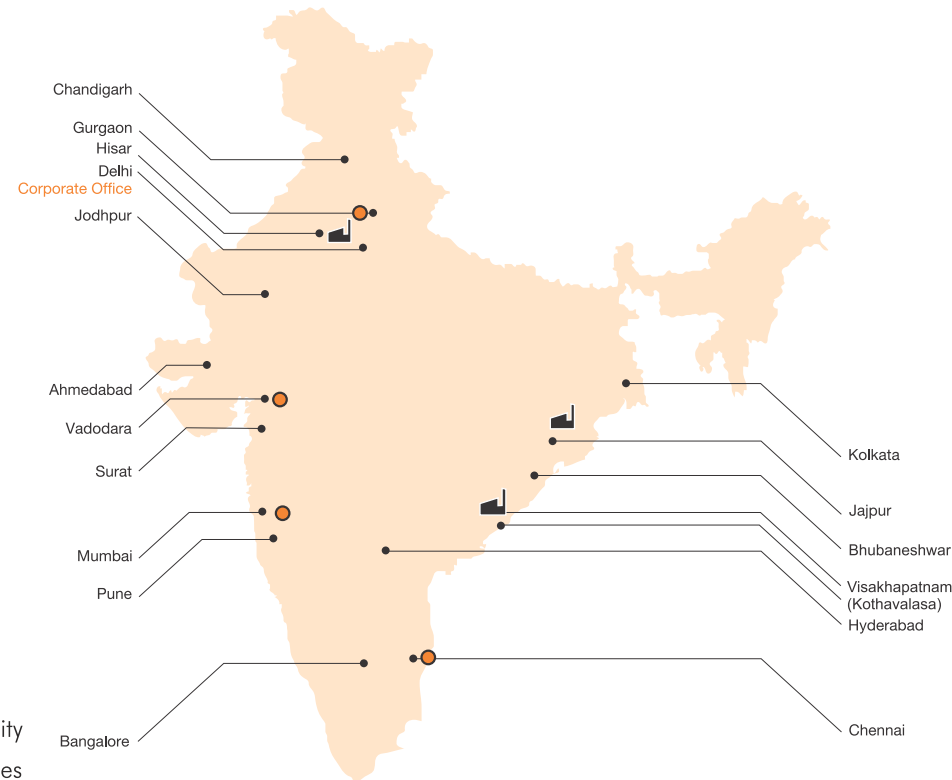 Chandigarh
Gurgaon
Hisar
Delhi
Corporate Office
Jodhpur
Ahmedabad
Vadodara
Surat
Mumbai
Pune
Bangalore
Kolkata
Jajpur
Bhubaneshwar
Visakhapatnam
(Kothavalasa)
Hyderabad
Chennai
ity
es